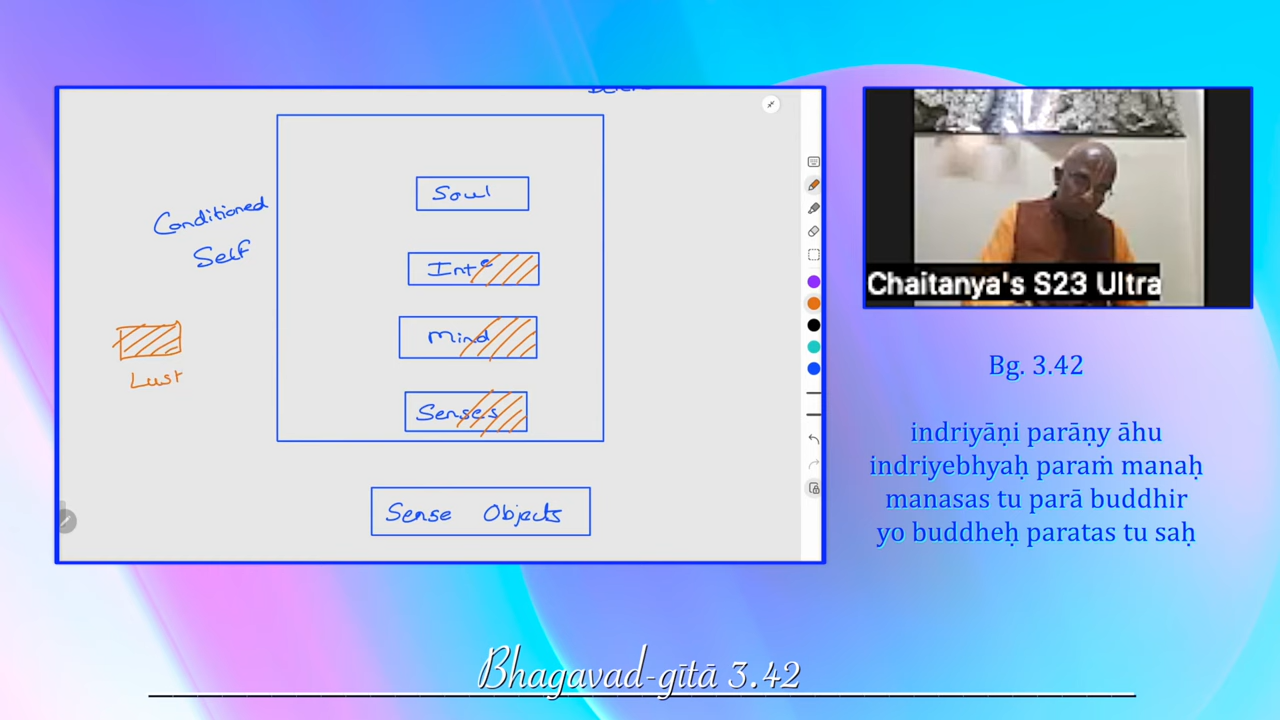 Soul
Conditioned
Self
Inte
Mind
Lust
Senses
Sense Objects
Chaitanya's S23 Ultra
Bg. 3.42
indriyāṇi parāṇy āhu
indriyebhyaḥ paraṁ manaḥ
manasas tu parā buddhir
yo buddheḥ paratas tu saḥ
Bhagavad-gītā 3.42